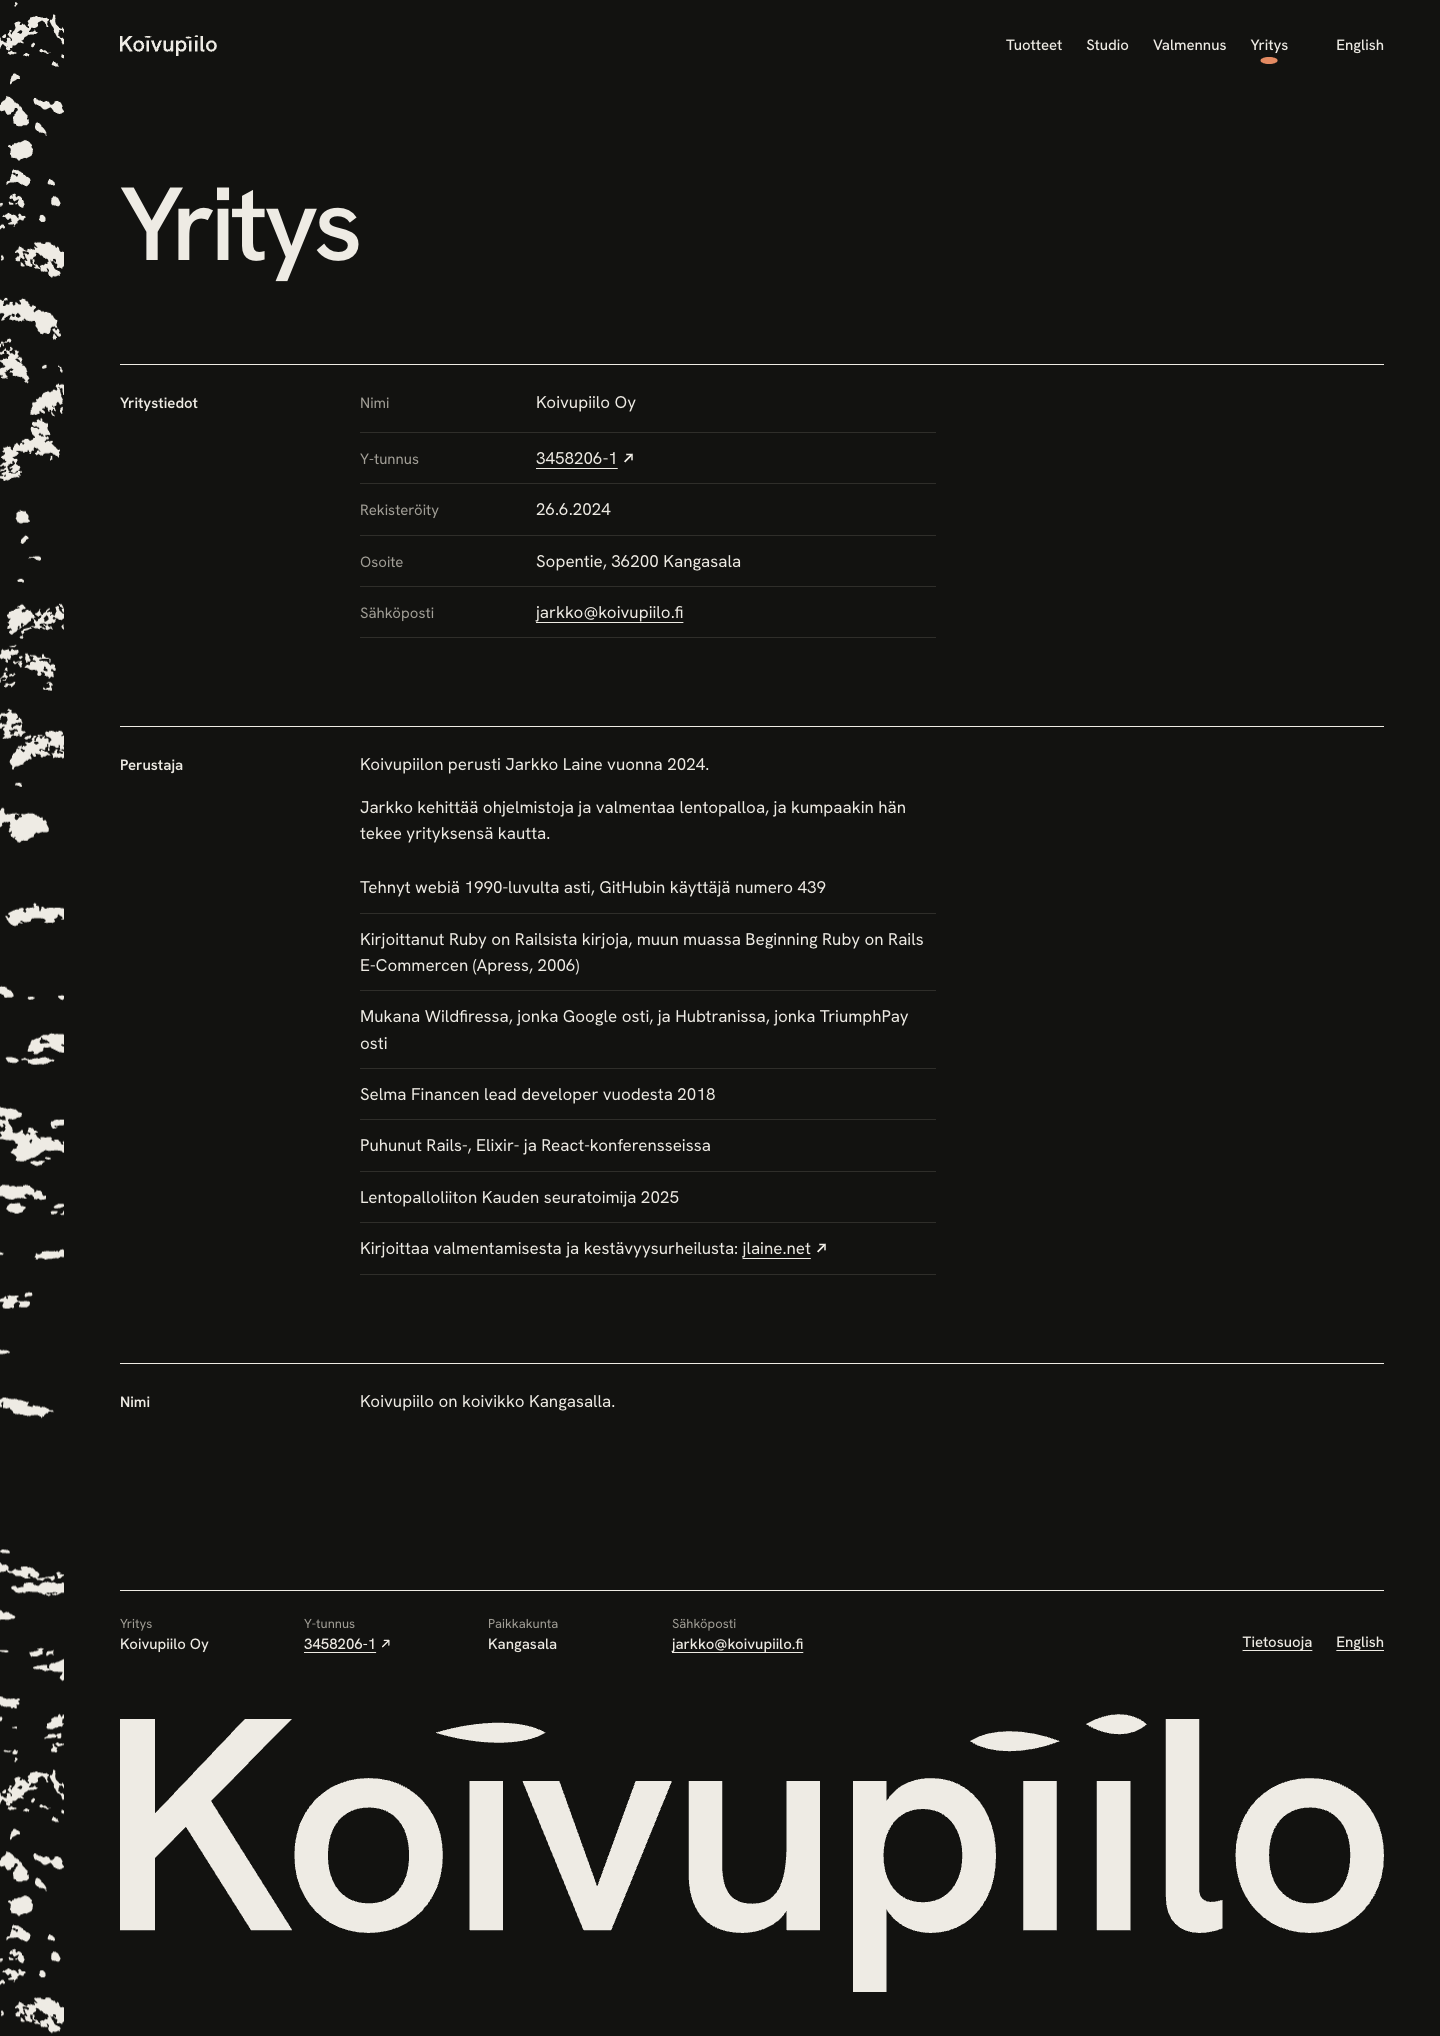 Koivupiilo
Tuotteet Studio Valmennus Yritys English
Yritys
Yritystiedot
Nimi Koivupiilo Oy
Y-tunnus 3458206-1 ↗
Rekisteröity 26.6.2024
Osoite Sopentie, 36200 Kangasala
Sähköposti jarkko@koivupiilo.fi
Perustaja
Koivupiilon perusti Jarkko Laine vuonna 2024.
Jarkko kehittää ohjelmistoja ja valmentaa lentopalloa, ja kumpaakin hän
tekee yrityksensä kautta.
Tehnyt webiä 1990-luvulta asti, GitHubin käyttäjä numero 439
Kirjoittanut Ruby on Railsista kirjoja, muun muassa Beginning Ruby on Rails
E-Commercen (Apress, 2006)
Mukana Wildfiressa, jonka Google osti, ja Hubtranissa, jonka TriumphPay
osti
Selma Financen lead developer vuodesta 2018
Puhunut Rails-, Elixir- ja React-konferensseissa
Lentopalloliiton Kauden seuratoimija 2025
Kirjoittaa valmentamisesta ja kestävyysurheilusta: jlaine.net ↗
Nimi
Koivupiilo on koivikko Kangasalla.
Yritys Y-tunnus Paikkakunta Sähköposti
Koivupiilo Oy 3458206-1 ↗ Kangasala jarkko@koivupiilo.fi Tietosuoja English
Koivupiilo